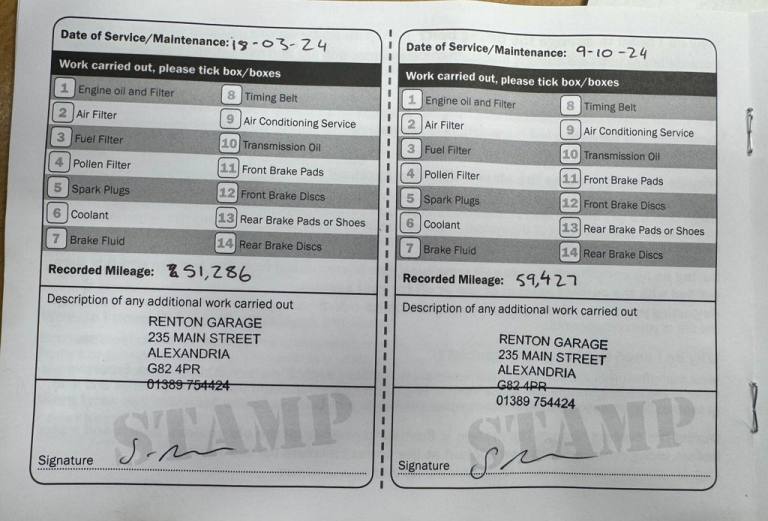 Date of Service/Maintenance: 18-03-24
Work carried out, please tick box/boxes
1 Engine oil and Filter 8 Timing Belt
2 Air Filter 9 Air Conditioning Service
3 Fuel Filter 10 Transmission Oil
4 Pollen Filter 11 Front Brake Pads
5 Spark Plugs 12 Front Brake Discs
6 Coolant 13 Rear Brake Pads or Shoes
7 Brake Fluid 14 Rear Brake Discs
Recorded Mileage: 51,286
Description of any additional work carried out
RENTON GARAGE
235 MAIN STREET
ALEXANDRIA
G82 4PR
01389 754424
STAMP
Signature
Date of Service/Maintenance: 9-10-24
Work carried out, please tick box/boxes
1 Engine oil and Filter 8 Timing Belt
2 Air Filter 9 Air Conditioning Service
3 Fuel Filter 10 Transmission Oil
4 Pollen Filter 11 Front Brake Pads
5 Spark Plugs 12 Front Brake Discs
6 Coolant 13 Rear Brake Pads or Shoes
7 Brake Fluid 14 Rear Brake Discs
Recorded Mileage: 59,427
Description of any additional work carried out
RENTON GARAGE
235 MAIN STREET
ALEXANDRIA
G82 4PR
01389 754424
STAMP
Signature